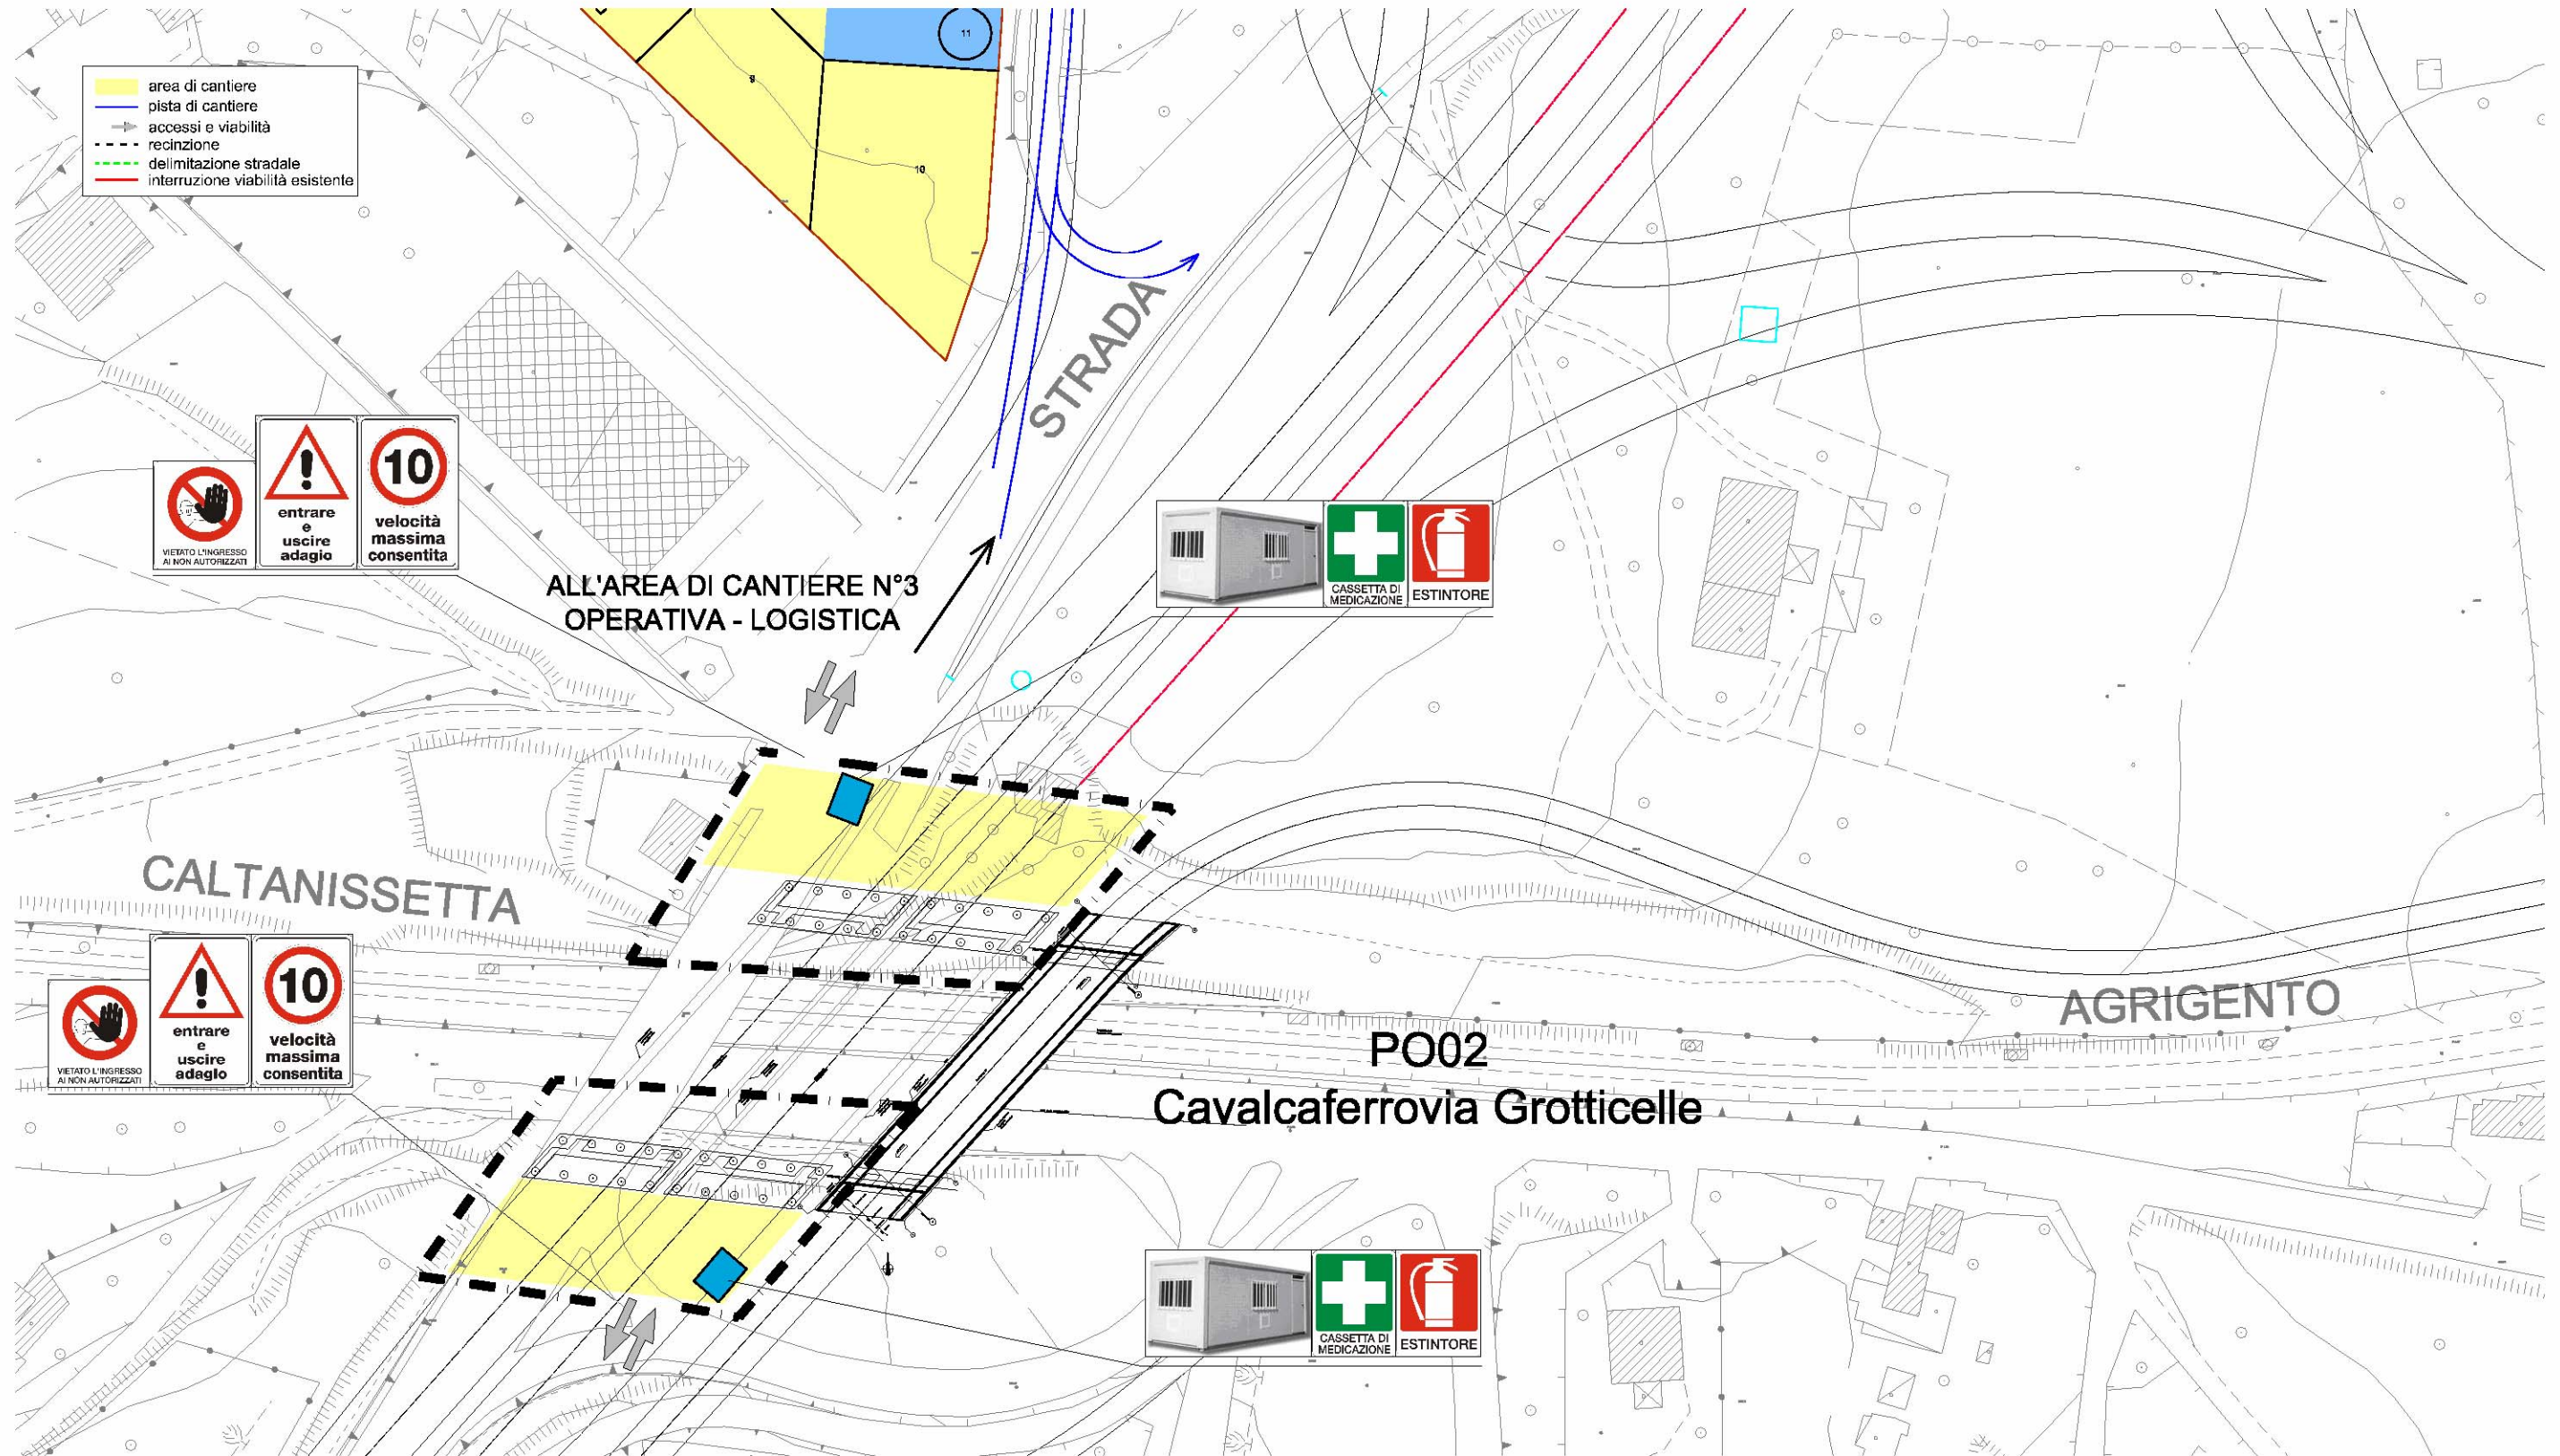 11
9
10
area di cantiere
pista di cantiere
accessi e viabilità
recinzione
delimitazione stradale
interruzione viabilità esistente
STRADA
VIETATO L'INGRESSO
AI NON AUTORIZZATI
entrare
e
uscire
adagio
10
velocità
massima
consentita
ALL'AREA DI CANTIERE N°3
OPERATIVA - LOGISTICA
CASSETTA DI
MEDICAZIONE
ESTINTORE
CALTANISSETTA
VIETATO L'INGRESSO
AI NON AUTORIZZATI
entrare
e
uscire
adagio
10
velocità
massima
consentita
AGRIGENTO
PO02
Cavalcaferrovia Grotticelle
CASSETTA DI
MEDICAZIONE
ESTINTORE